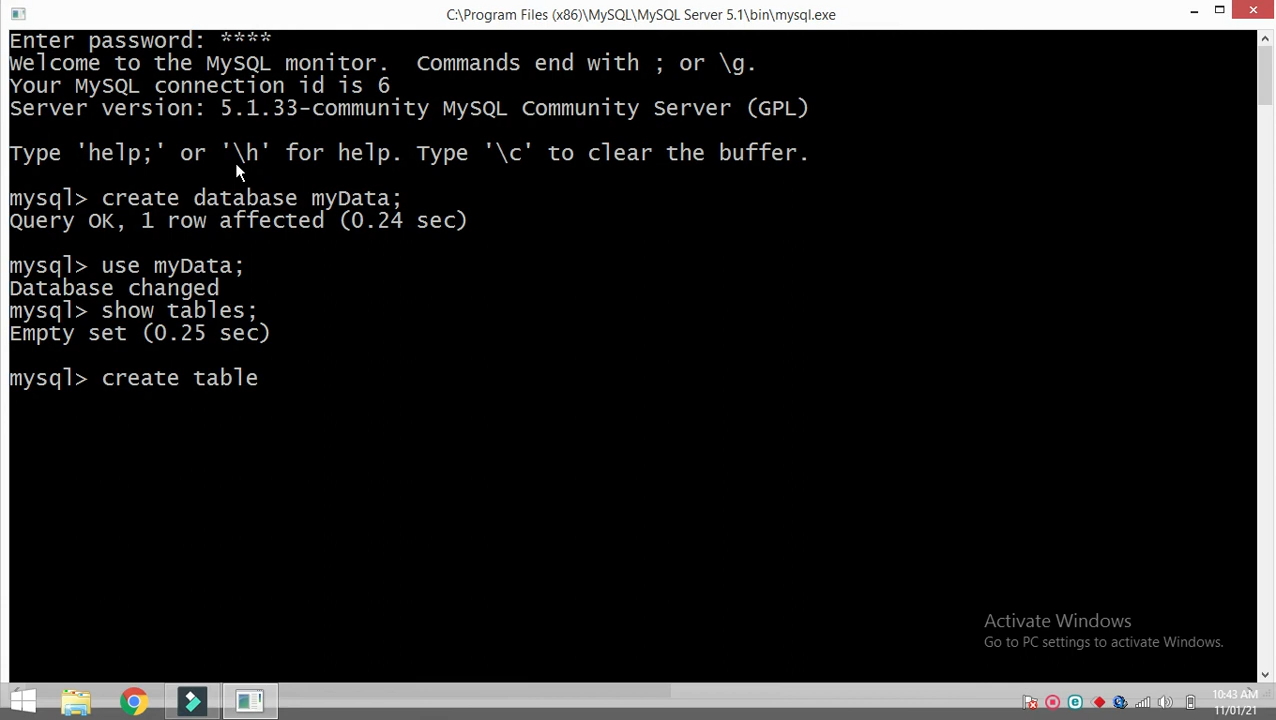 C:\Program Files (x86)\MySQL\MySQL Server 5.1\bin\mysql.exe
Enter password: ****
Welcome to the MySQL monitor.  Commands end with ; or \g.
Your MySQL connection id is 6
Server version: 5.1.33-community MySQL Community Server (GPL)
Type 'help;' or '\h' for help. Type '\c' to clear the buffer.
mysql> create database myData;
Query OK, 1 row affected (0.24 sec)
mysql> use myData;
Database changed
mysql> show tables;
Empty set (0.25 sec)
mysql> create table
Activate Windows
Go to PC settings to activate Windows.
10:43 AM
11/01/21